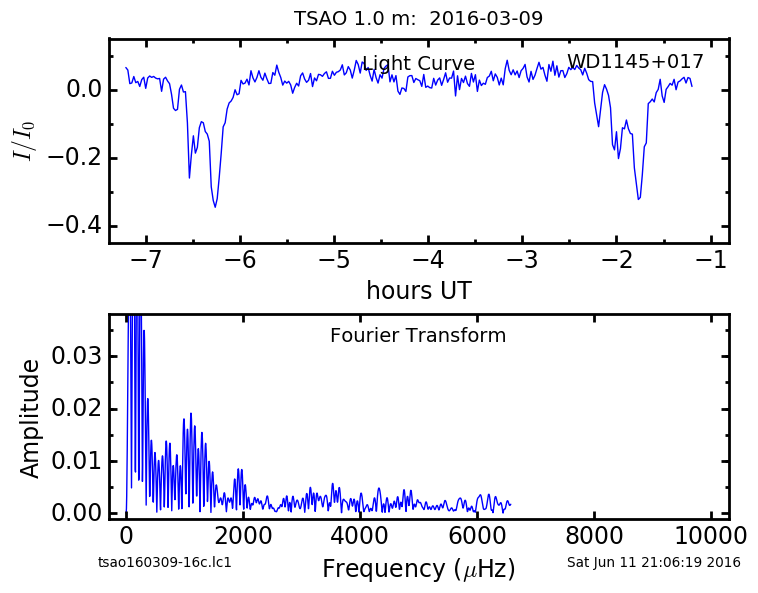 TSAO 1.0 m:  2016-03-09
Light Curve
WD1145+017
0.0
−0.2
−0.4
I/I₀
−7 −6 −5 −4 −3 −2 −1
hours UT
Fourier Transform
0.03
0.02
0.01
0.00
Amplitude
0 2000 4000 6000 8000 10000
Frequency (μHz)
tsao160309-16c.lc1
Sat Jun 11 21:06:19 2016